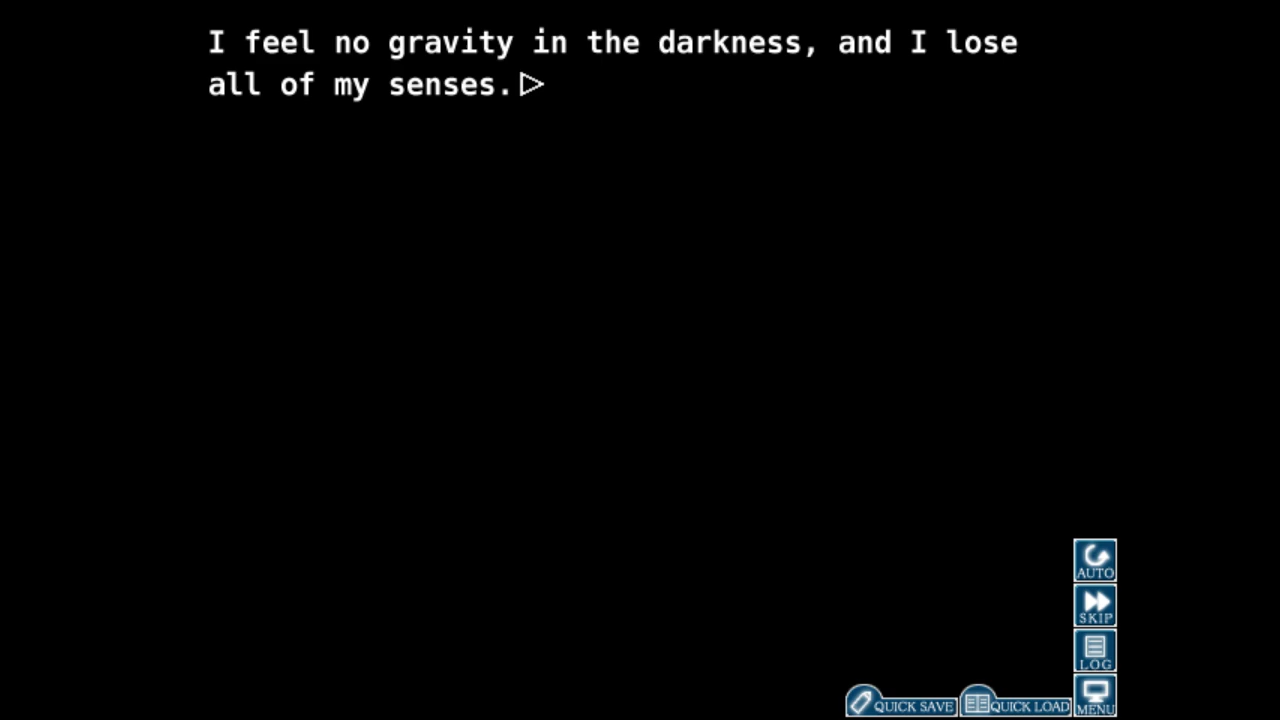 I feel no gravity in the darkness, and I lose
all of my senses.
AUTO
SKIP
LOG
QUICK SAVE
QUICK LOAD
MENU